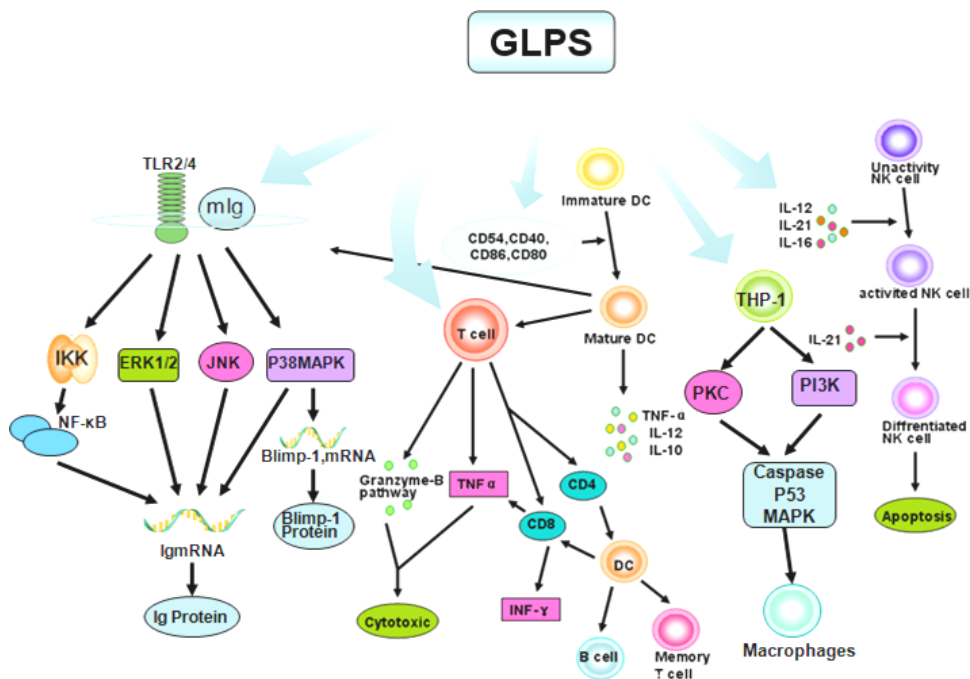 GLPS
TLR2/4
mIg
IKK
ERK1/2
JNK
P38MAPK
NF-κB
Blimp-1,mRNA
Blimp-1
Protein
IgmRNA
Ig Protein
CD54,CD40,
CD86,CD80
Immature DC
Mature DC
T cell
TNF-α
IL-12
IL-10
Granzyme-B
pathway
TNF α
CD4
CD8
DC
Cytotoxic
INF-γ
B cell
Memory
T cell
THP-1
PKC
PI3K
Caspase
P53
MAPK
Macrophages
Unactivity
NK cell
IL-12
IL-21
IL-16
activited NK cell
IL-21
Diffrentiated
NK cell
Apoptosis